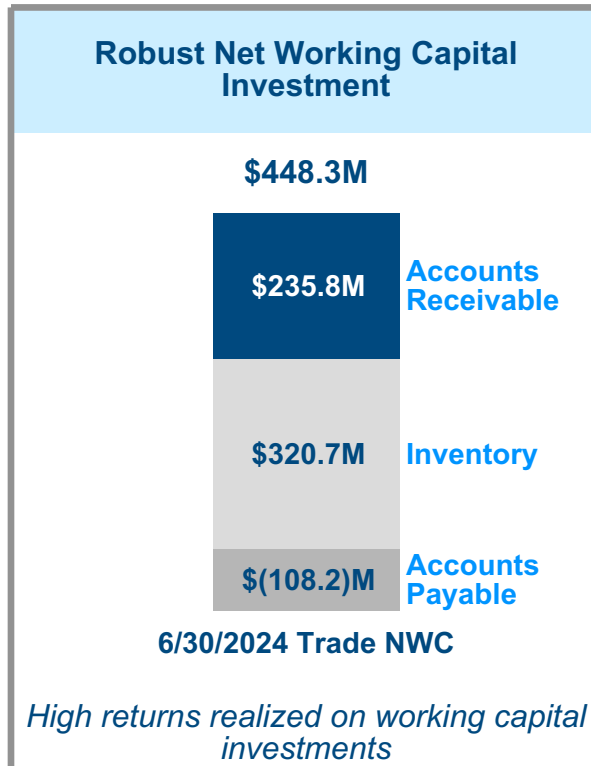 Robust Net Working Capital
Investment
$448.3M
$235.8M
Accounts
Receivable
$320.7M
Inventory
$(108.2)M
Accounts
Payable
6/30/2024 Trade NWC
High returns realized on working capital
investments